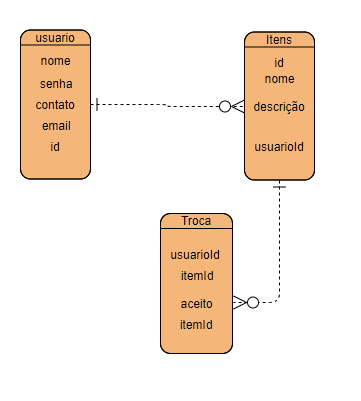 usuario
nome
senha
contato
email
id
Itens
id
nome
descrição
usuarioId
Troca
usuarioId
itemId
aceito
itemId